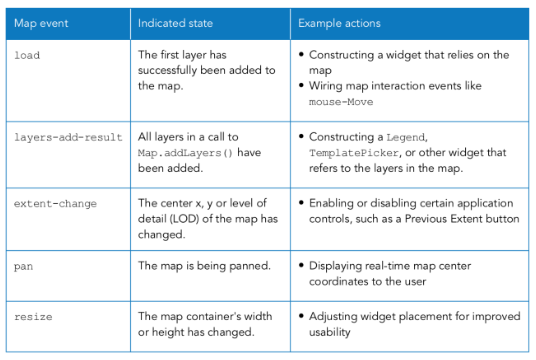 Map event Indicated state Example actions
load The first layer has successfully been added to the map. • Constructing a widget that relies on the map
• Wiring map interaction events like mouse-Move
layers-add-result All layers in a call to Map.addLayers() have been added. • Constructing a Legend, TemplatePicker, or other widget that refers to the layers in the map.
extent-change The center x, y or level of detail (LOD) of the map has changed. • Enabling or disabling certain application controls, such as a Previous Extent button
pan The map is being panned. • Displaying real-time map center coordinates to the user
resize The map container's width or height has changed. • Adjusting widget placement for improved usability